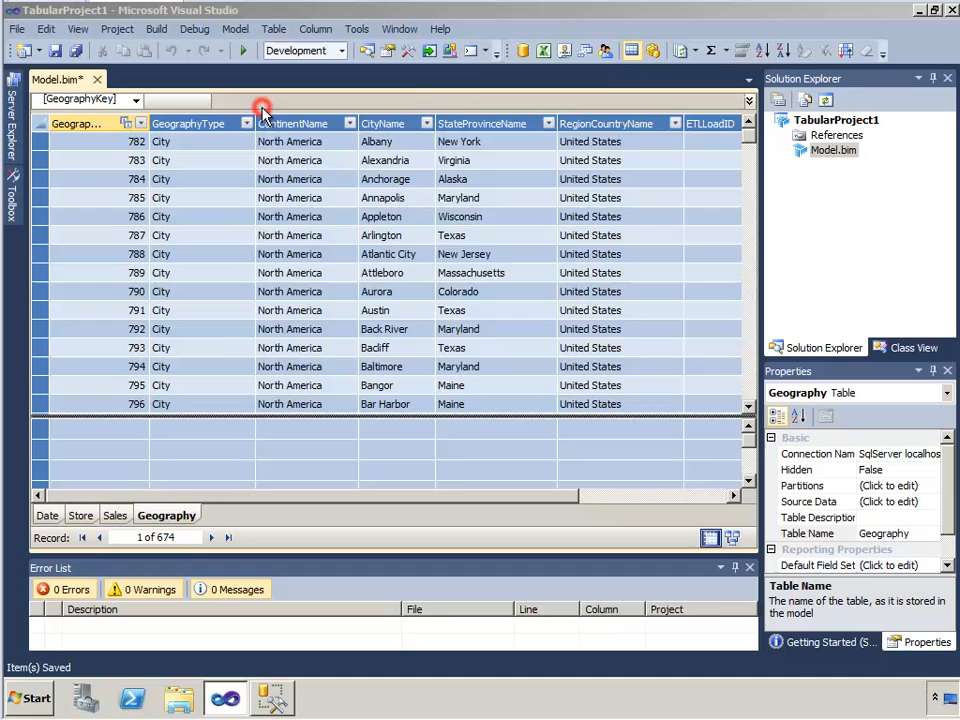 TabularProject1 - Microsoft Visual Studio
File Edit View Project Build Debug Model Table Column Tools Window Help
Development
Model.bim*
[GeographyKey]
Geograp... GeographyType ContinentName CityName StateProvinceName RegionCountryName ETLLoadID
782 City North America Albany New York United States
783 City North America Alexandria Virginia United States
784 City North America Anchorage Alaska United States
785 City North America Annapolis Maryland United States
786 City North America Appleton Wisconsin United States
787 City North America Arlington Texas United States
788 City North America Atlantic City New Jersey United States
789 City North America Attleboro Massachusetts United States
790 City North America Aurora Colorado United States
791 City North America Austin Texas United States
792 City North America Back River Maryland United States
793 City North America Bacliff Texas United States
794 City North America Baltimore Maryland United States
795 City North America Bangor Maine United States
796 City North America Bar Harbor Maine United States
Date Store Sales Geography
Record: 1 of 674
Server Explorer
Toolbox
Solution Explorer
TabularProject1
References
Model.bim
Solution Explorer Class View
Properties
Geography Table
Basic
Connection Nam SqlServer localhos
Hidden False
Partitions (Click to edit)
Source Data (Click to edit)
Table Description
Table Name Geography
Reporting Properties
Default Field Set (Click to edit)
Table Name
The name of the table, as it is stored in
the model
Getting Started (S... Properties
Error List
0 Errors 0 Warnings 0 Messages
Description File Line Column Project
Item(s) Saved
Start